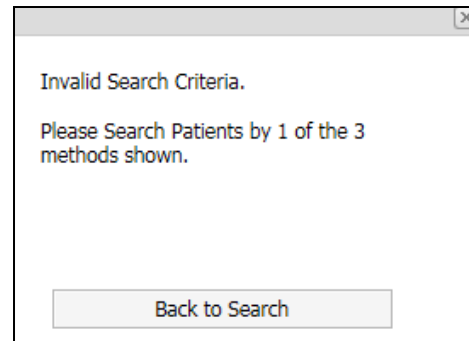 Invalid Search Criteria.
Please Search Patients by 1 of the 3
methods shown.
Back to Search